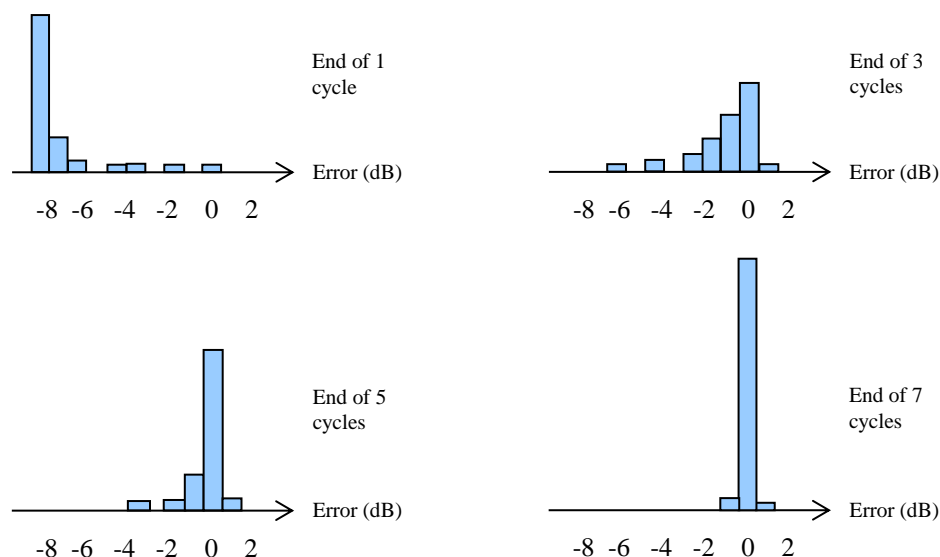 End of 1
cycle
Error (dB)
-8 -6 -4 -2 0 2
End of 3
cycles
Error (dB)
-8 -6 -4 -2 0 2
End of 5
cycles
Error (dB)
-8 -6 -4 -2 0 2
End of 7
cycles
Error (dB)
-8 -6 -4 -2 0 2